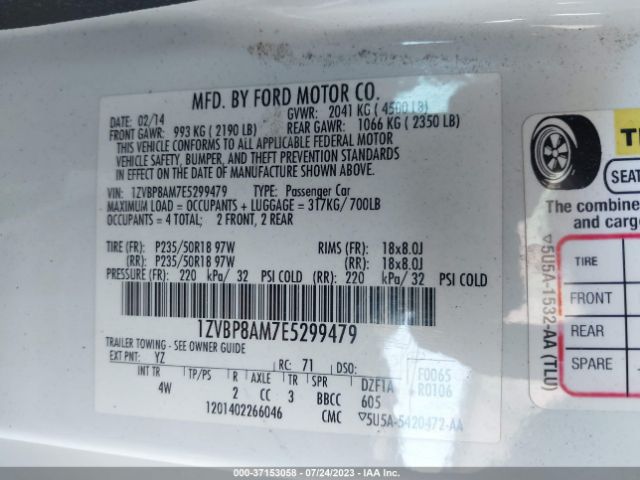 MFD. BY FORD MOTOR CO.
DATE: 02/14
GVWR: 2041 KG ( 4500 LB)
FRONT GAWR: 993 KG ( 2190 LB)
REAR GAWR: 1066 KG ( 2350 LB)
THIS VEHICLE CONFORMS TO ALL APPLICABLE FEDERAL MOTOR
VEHICLE SAFETY, BUMPER, AND THEFT PREVENTION STANDARDS
IN EFFECT ON THE DATE OF MANUFACTURE SHOWN ABOVE.
VIN: 1ZVBP8AM7E5299479 TYPE: Passenger Car
MAXIMUM LOAD = OCCUPANTS + LUGGAGE = 317KG/ 700LB
OCCUPANTS = 4 TOTAL; 2 FRONT, 2 REAR
TIRE (FR): P235/50R18 97W RIMS (FR): 18x8.0J
(RR): P235/50R18 97W (RR): 18x8.0J
PRESSURE (FR): 220 kPa/ 32 PSI COLD (RR): 220 kPa/ 32 PSI COLD
1ZVBP8AM7E5299479
TRAILER TOWING - SEE OWNER GUIDE
EXT PNT: YZ RC: 71 DSO:
F0065
R0106
INT TR TP/PS R AXLE TR SPR DZF1A
4W 2 CC 3 BBCC 605
1201402266046 CMC ▽5U5A-5420472-AA
SEAT
The combine
and carg
TIRE
FRONT
REAR
SPARE
▽5U5A-1532-AA (TLU)
#0000 - 37153058 - 07/24/2023 - IAA Inc.